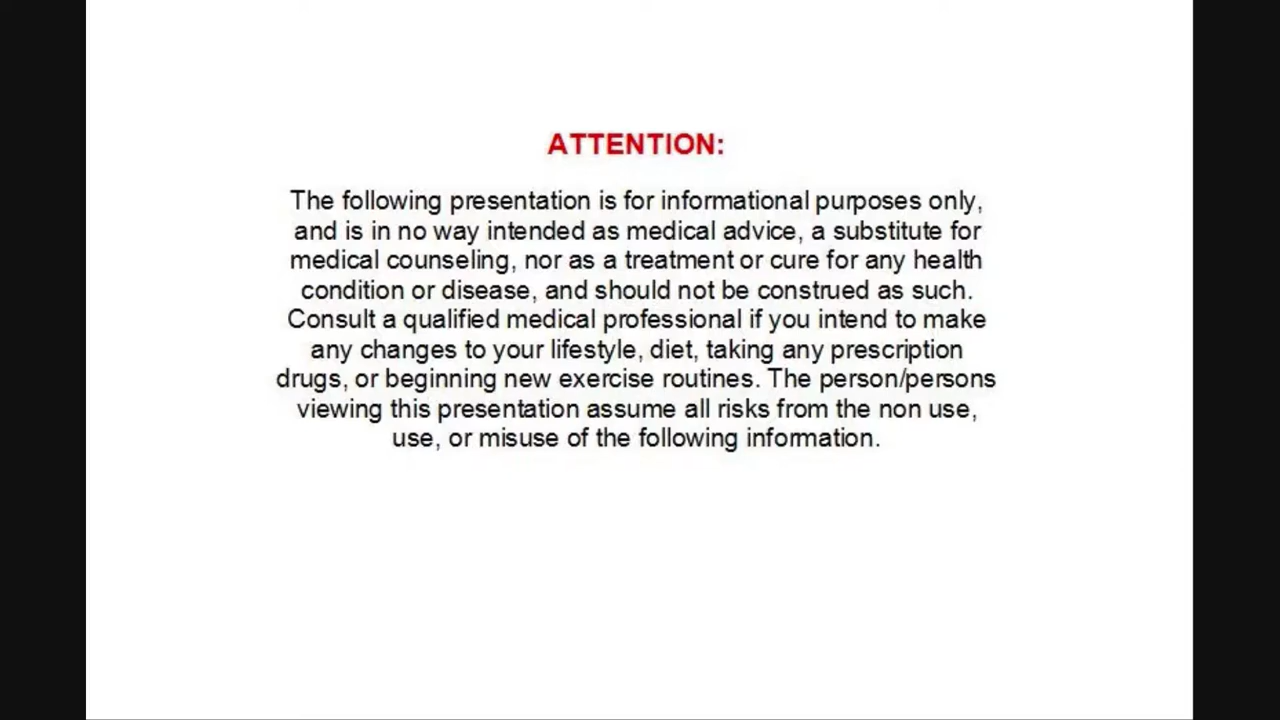 ATTENTION:
The following presentation is for informational purposes only,
and is in no way intended as medical advice, a substitute for
medical counseling, nor as a treatment or cure for any health
condition or disease, and should not be construed as such.
Consult a qualified medical professional if you intend to make
any changes to your lifestyle, diet, taking any prescription
drugs, or beginning new exercise routines. The person/persons
viewing this presentation assume all risks from the non use,
use, or misuse of the following information.